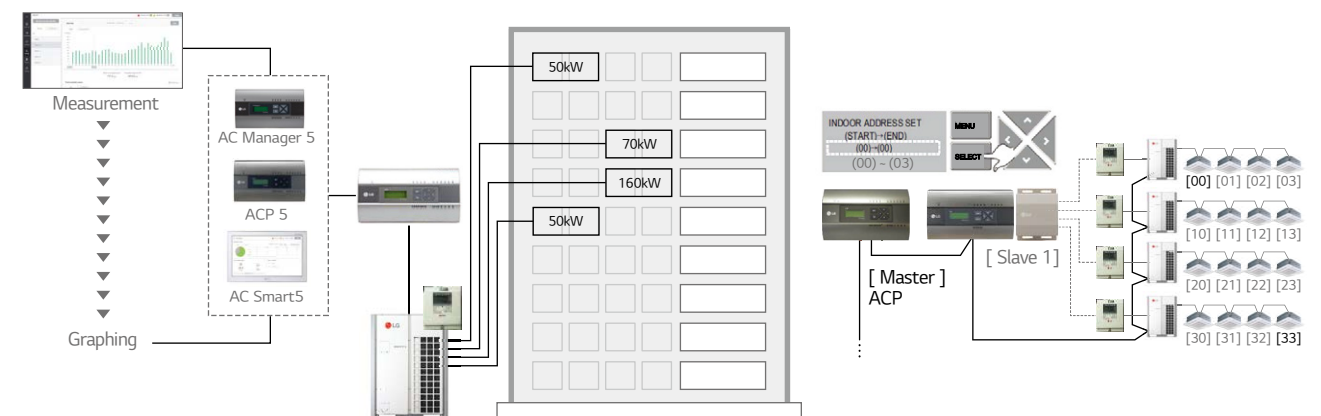 Measurement
AC Manager 5
ACP 5
AC Smart5
Graphing
LG
LG
50kW
70kW
160kW
50kW
INDOOR ADDRESS SET
(START)→(END)
(00)→(00)
(00) – (03)
MENU
SELECT
[ Master ]
ACP
[ Slave 1]
[00] [01] [02] [03]
[10] [11] [12] [13]
[20] [21] [22] [23]
[30] [31] [32] [33]